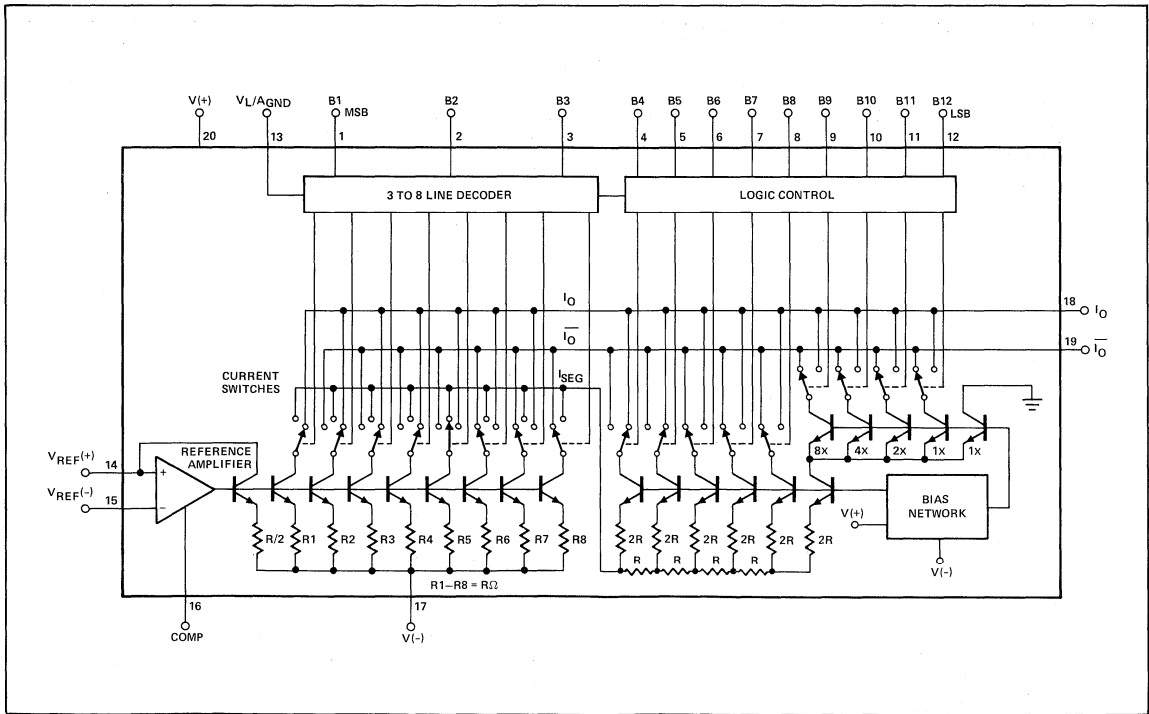 V(+) VL/AGND B1 MSB B2 B3 B4 B5 B6 B7 B8 B9 B10 B11 B12 LSB
20 13 1 2 3 4 5 6 7 8 9 10 11 12
3 TO 8 LINE DECODER
LOGIC CONTROL
IO 18 IO
I̅O̅ 19 I̅O̅
CURRENT SWITCHES
ISEG
REFERENCE AMPLIFIER
8x 4x 2x 1x 1x
VREF(+) 14 +
VREF(-) 15 −
BIAS NETWORK
V(+)
V(-)
R/2 R1 R2 R3 R4 R5 R6 R7 R8
2R 2R 2R 2R 2R 2R
R R R R
R1–R8 = RΩ
16 COMP
17 V(-)